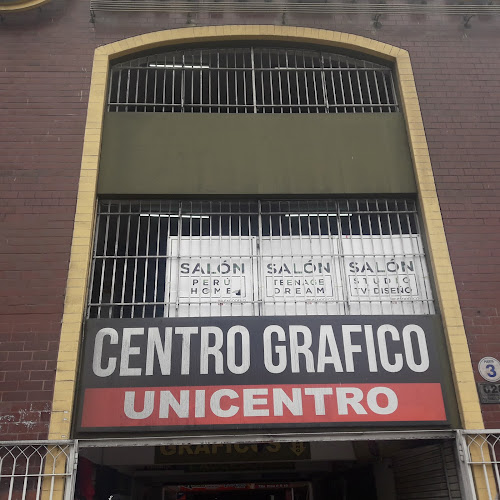 SALÓN
PERÚ
HOME
SALÓN
TEENAGE
DREAM
SALÓN
STUDIO
TV+DISEÑO
CENTRO GRAFICO
UNICENTRO
3